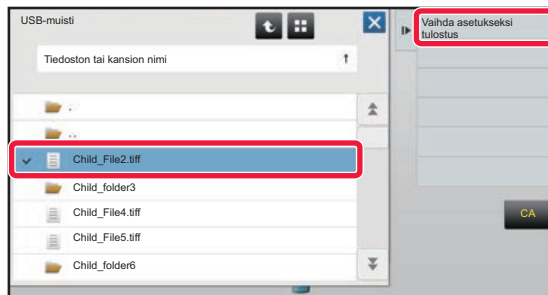 USB-muisti
Tiedoston tai kansion nimi
.
..
Child_File2.tiff
Child_folder3
Child_File4.tiff
Child_File5.tiff
Child_folder6
Vaihda asetukseksi
tulostus
CA